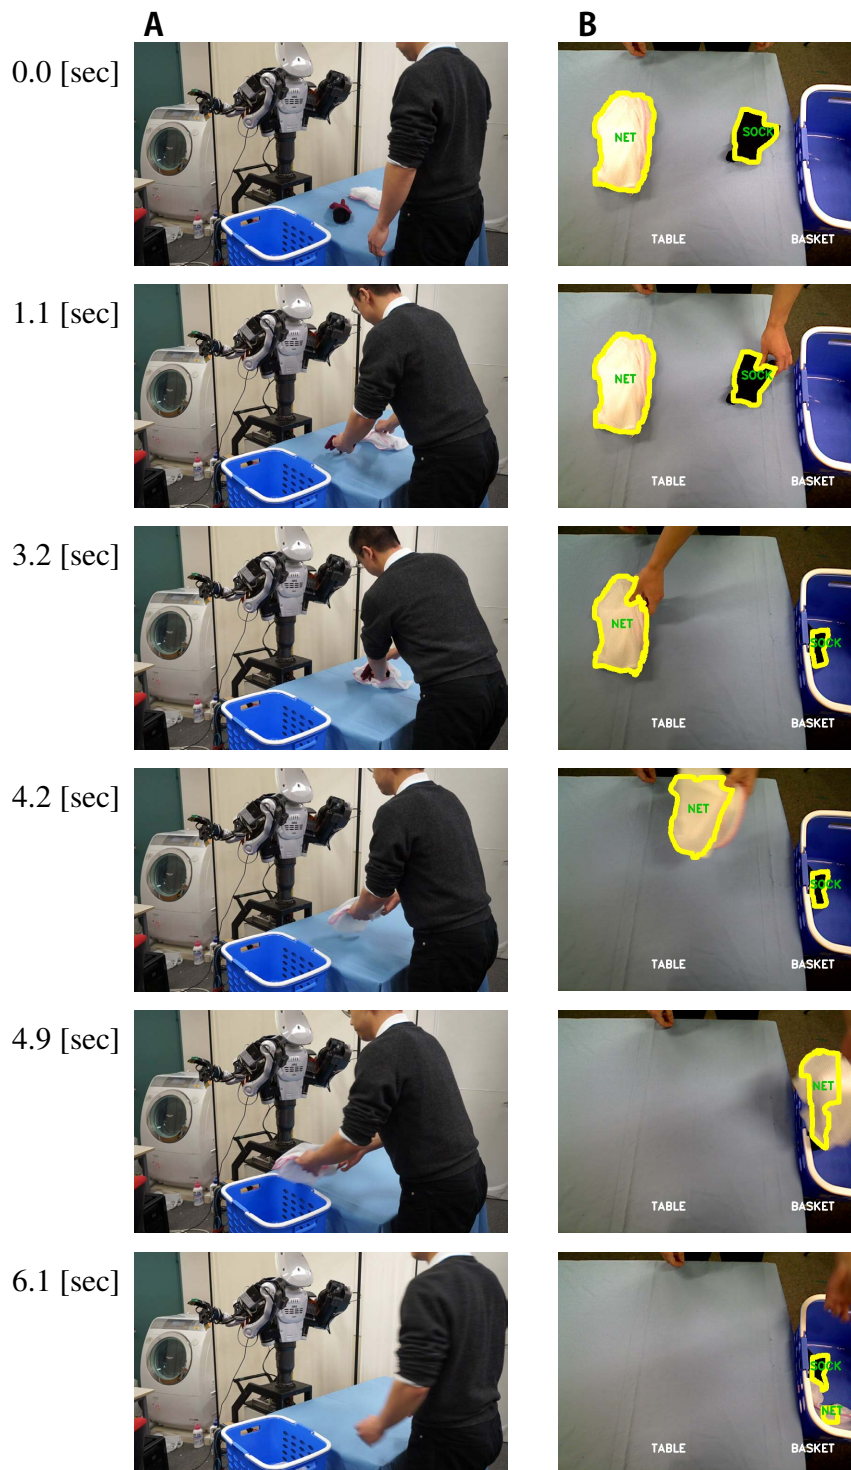 A
B
0.0 [sec]
NET
SOCK
TABLE
BASKET
1.1 [sec]
NET
SOCK
TABLE
BASKET
3.2 [sec]
NET
SOCK
TABLE
BASKET
4.2 [sec]
NET
SOCK
TABLE
BASKET
4.9 [sec]
NET
TABLE
BASKET
6.1 [sec]
SOCK
NET
TABLE
BASKET